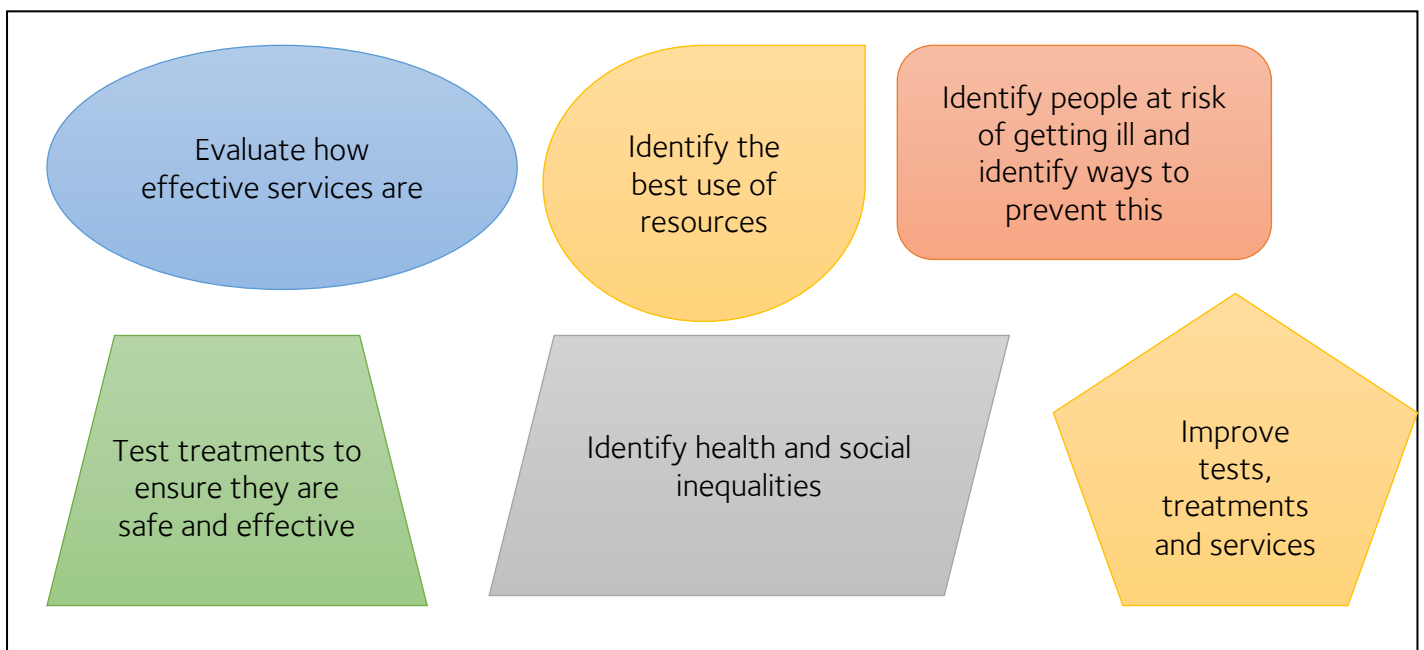 Evaluate how
effective services are
Identify the
best use of
resources
Identify people at risk
of getting ill and
identify ways to
prevent this
Test treatments to
ensure they are
safe and effective
Identify health and social
inequalities
Improve
tests,
treatments
and services